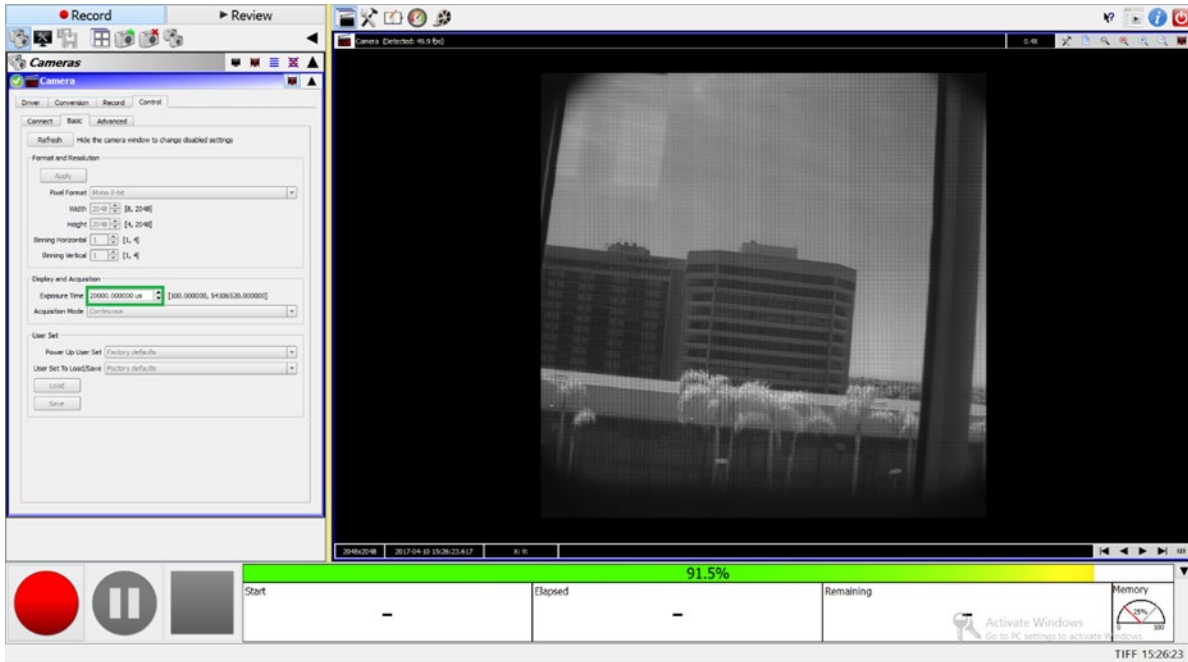 Record
Review
Cameras
Camera
Driver Conversion Record Control
Connect Basic Advanced
Refresh Hide the camera window to change disabled settings
Format and Resolution
Apply
Pixel Format Mono 8-bit
Width 2048 [8, 2048]
Height 2048 [4, 2048]
Binning Horizontal 1 [1, 4]
Binning Vertical 1 [1, 4]
Display and Acquisition
Exposure Time 20000.000000 us [100.000000, 54106520.000000]
Acquisition Mode Continuous
User Set
Power Up User Set Factory defaults
User Set To Load/Save Factory defaults
Load
Save
Camera (Detected: 49.9 fps)
0.4X
2048x2048 2017-04-10 15:26:23.617 X: Y:
91.5%
Start Elapsed Remaining Memory
- - -
25%
0 100
Activate Windows
Go to PC settings to activate Windows.
TIFF 15:26:23